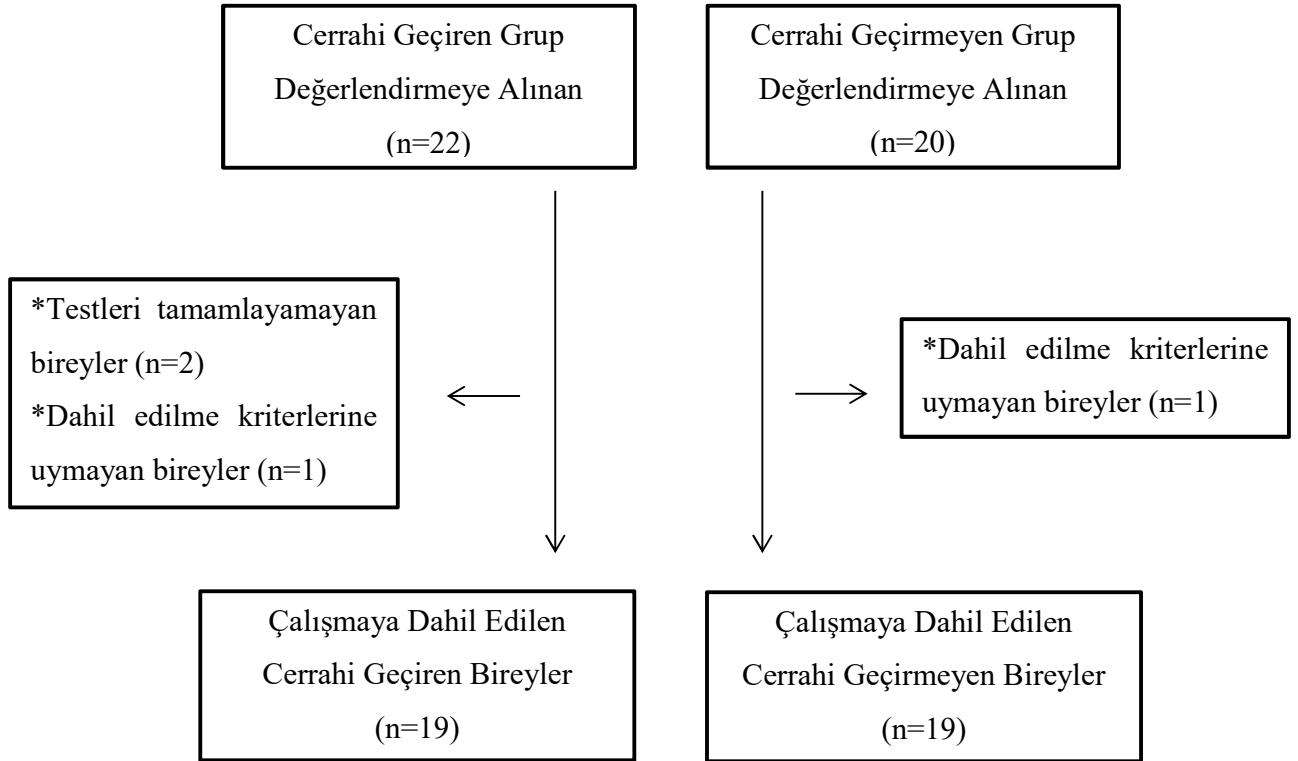 Cerrahi Geçiren Grup
Değerlendirmeye Alınan
(n=22)
Cerrahi Geçirmeyen Grup
Değerlendirmeye Alınan
(n=20)
*Testleri tamamlayamayan
bireyler (n=2)
*Dahil edilme kriterlerine
uymayan bireyler (n=1)
*Dahil edilme kriterlerine
uymayan bireyler (n=1)
Çalışmaya Dahil Edilen
Cerrahi Geçiren Bireyler
(n=19)
Çalışmaya Dahil Edilen
Cerrahi Geçirmeyen Bireyler
(n=19)